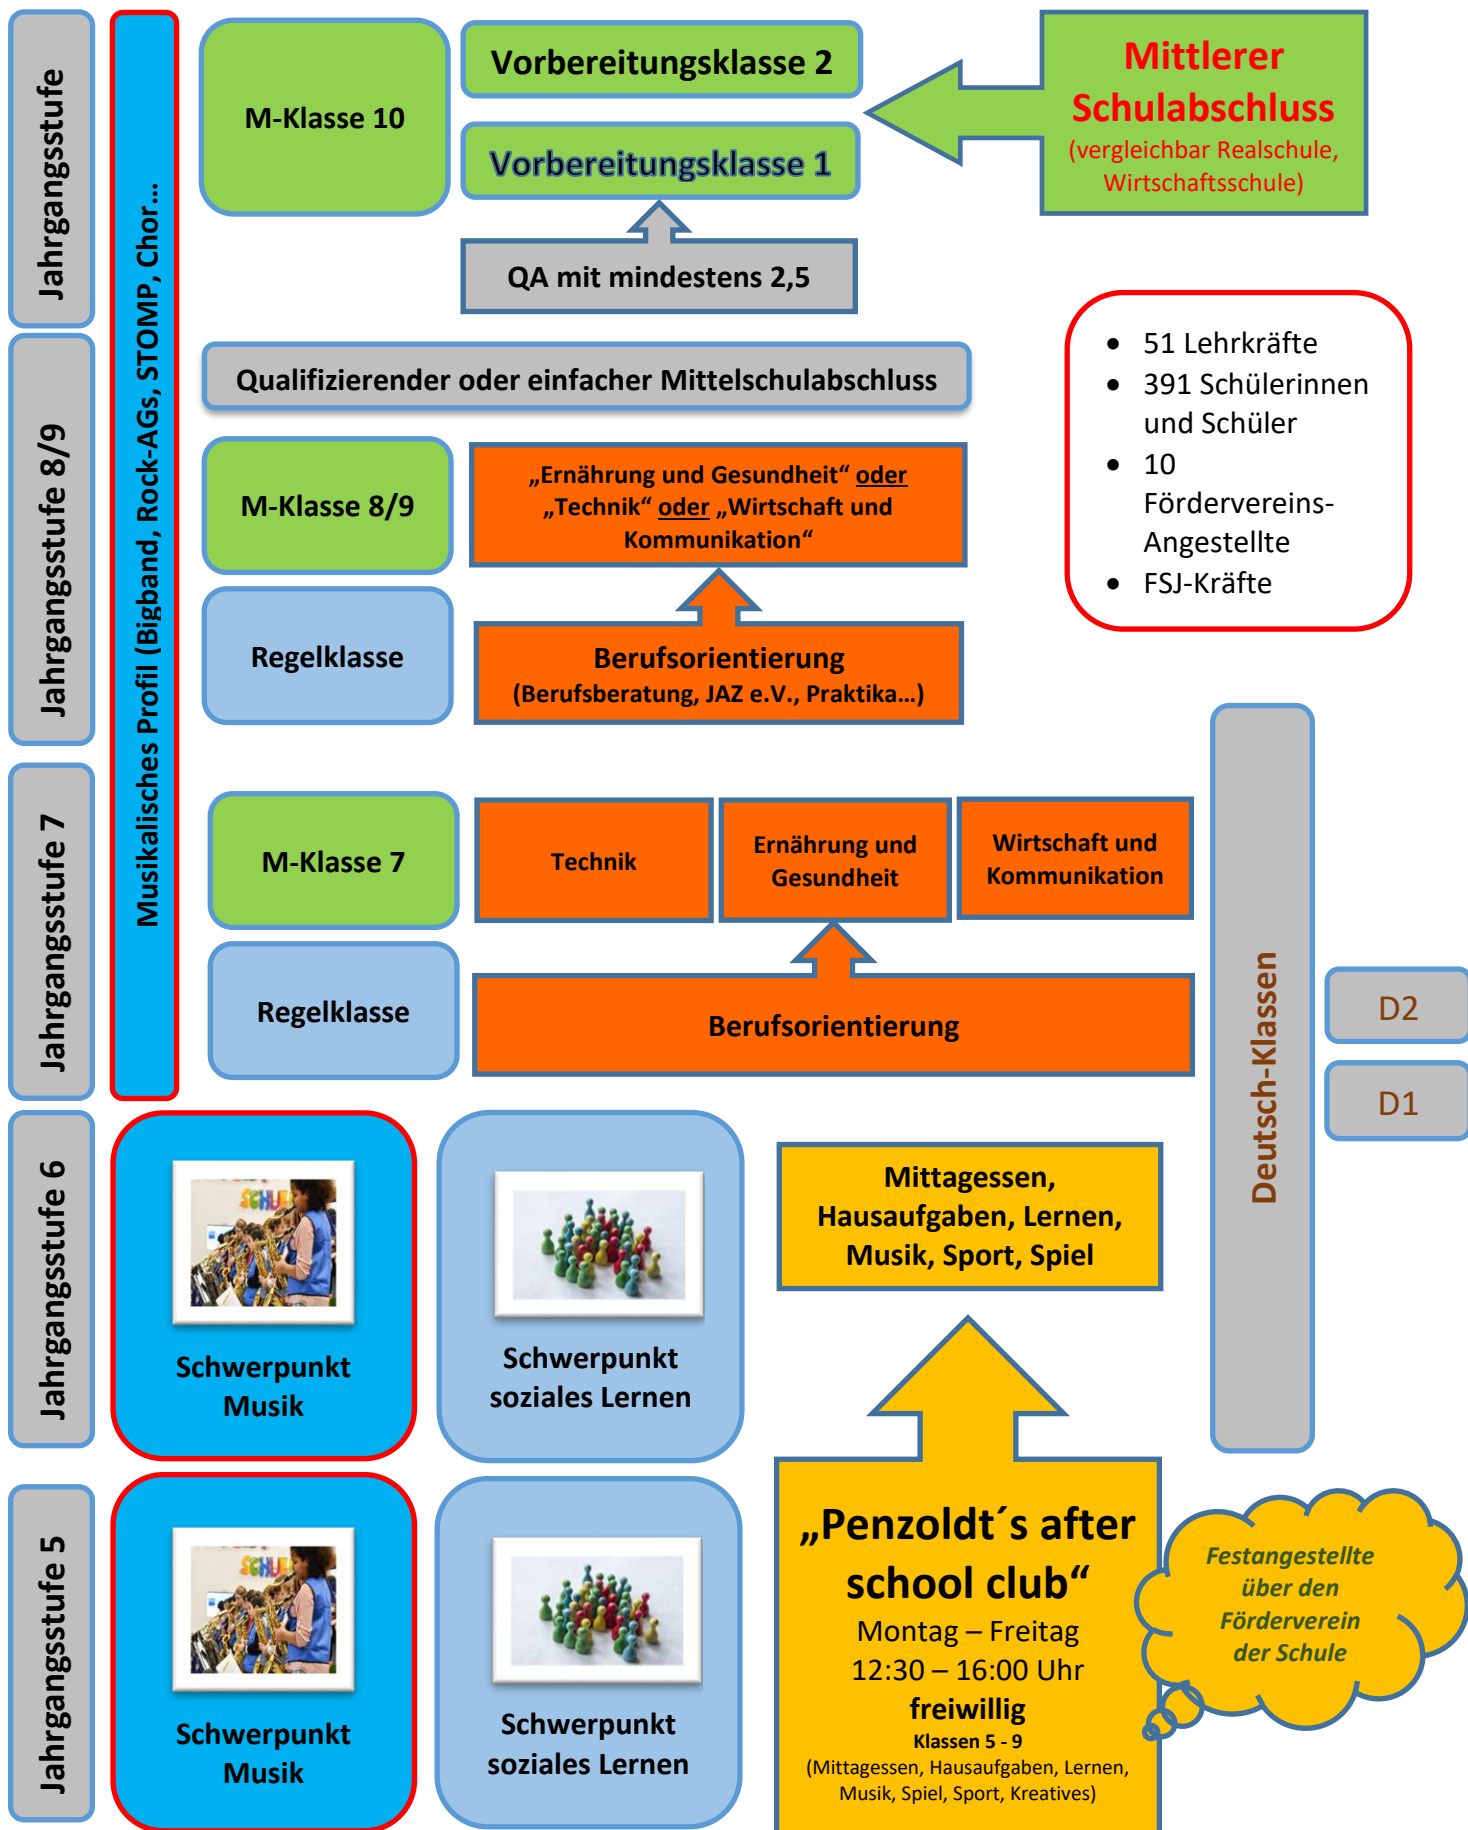 Jahrgangsstufe
Musikalisches Profil (Bigband, Rock-AGs, STOMP, Chor…
M-Klasse 10
Vorbereitungsklasse 2
Vorbereitungsklasse 1
QA mit mindestens 2,5
Mittlerer
Schulabschluss
(vergleichbar Realschule,
Wirtschaftsschule)
• 51 Lehrkräfte
• 391 Schülerinnen
und Schüler
• 10
Fördervereins-
Angestellte
• FSJ-Kräfte
Jahrgangsstufe 8/9
Qualifizierender oder einfacher Mittelschulabschluss
M-Klasse 8/9
„Ernährung und Gesundheit“ oder
„Technik“ oder „Wirtschaft und
Kommunikation“
Regelklasse
Berufsorientierung
(Berufsberatung, JAZ e.V., Praktika…)
Jahrgangsstufe 7
M-Klasse 7
Technik
Ernährung und
Gesundheit
Wirtschaft und
Kommunikation
Regelklasse
Berufsorientierung
Deutsch-Klassen
D2
D1
Jahrgangsstufe 6
SCHUL
Schwerpunkt
Musik
Schwerpunkt
soziales Lernen
Mittagessen,
Hausaufgaben, Lernen,
Musik, Sport, Spiel
Jahrgangsstufe 5
SCHUL
Schwerpunkt
Musik
Schwerpunkt
soziales Lernen
„Penzoldt´s after
school club“
Montag – Freitag
12:30 – 16:00 Uhr
freiwillig
Klassen 5 - 9
(Mittagessen, Hausaufgaben, Lernen,
Musik, Spiel, Sport, Kreatives)
Festangestellte
über den
Förderverein
der Schule